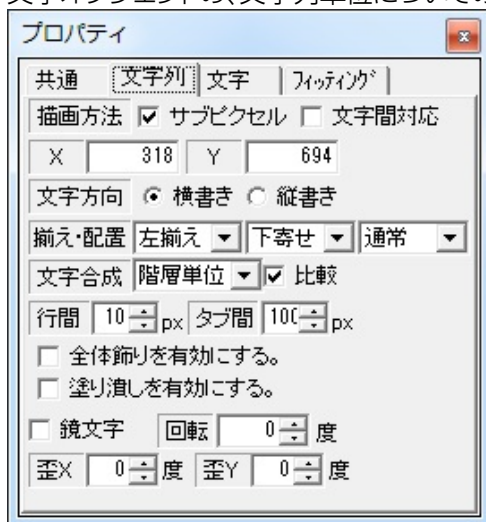 プロパティ
共通 文字列 文字 フィッティング
描画方法 サブピクセル 文字間対応
X 318 Y 694
文字方向 横書き 縦書き
揃え・配置 左揃え 下寄せ 通常
文字合成 階層単位 比較
行間 10 px タブ間 100 px
全体飾りを有効にする。
塗り潰しを有効にする。
鏡文字 回転 0 度
歪X 0 度 歪Y 0 度